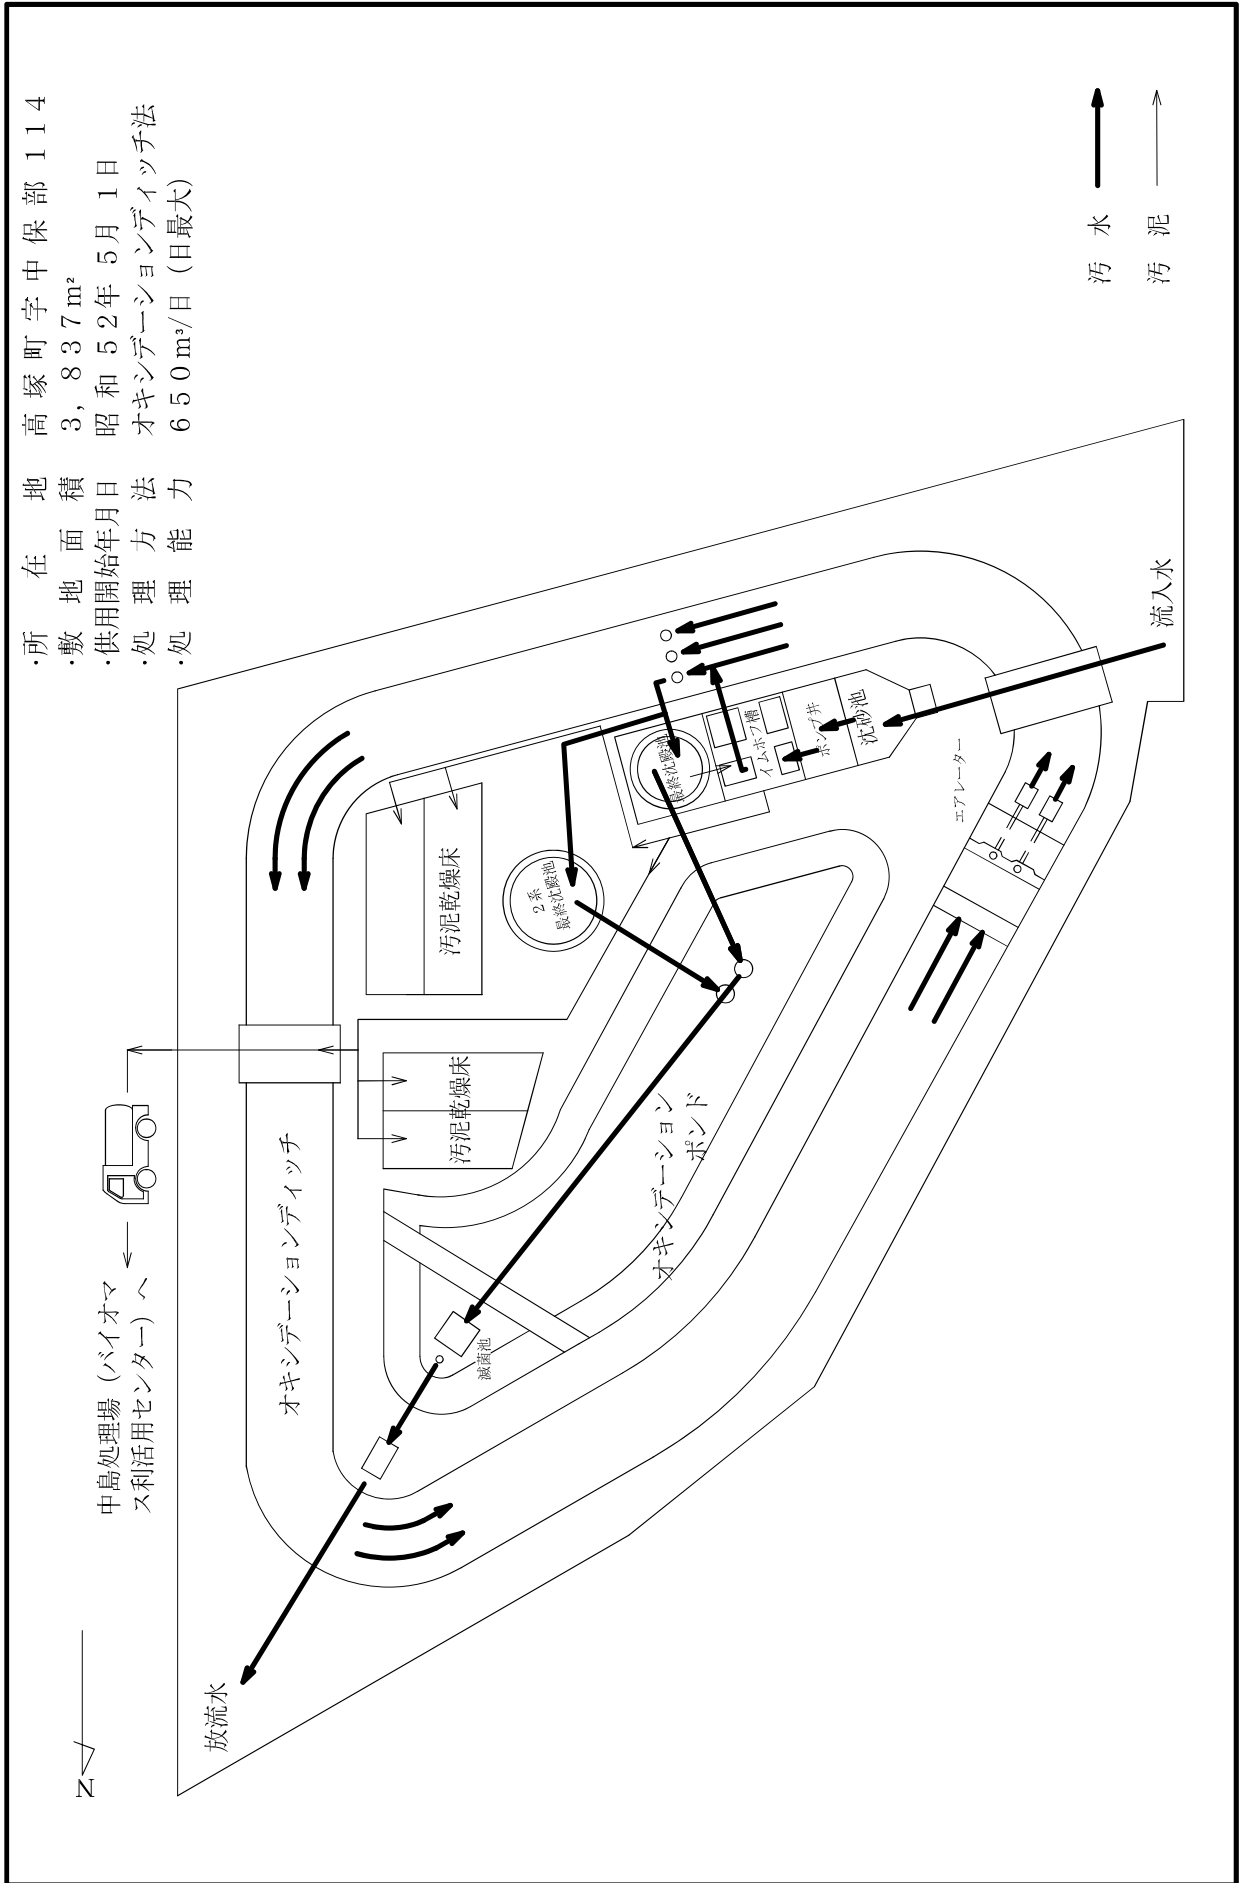 ・所在地 高塚町字中保部114
・敷地面積 3,837m²
・供用開始年月日 昭和52年5月1日
・処理方法 オキシデーションディッチ法
・処理能力 650m³/日(日最大)
汚水
汚泥
流入水
沈砂池
ポンプ井
イムホフ槽
最終沈殿池
エアレーター
2系
最終沈殿池
汚泥乾燥床
汚泥乾燥床
オキシデーションディッチ
オキシデーション
ポンド
滅菌池
中島処理場(バイオマ
ス利活用センター)へ
放流水
N